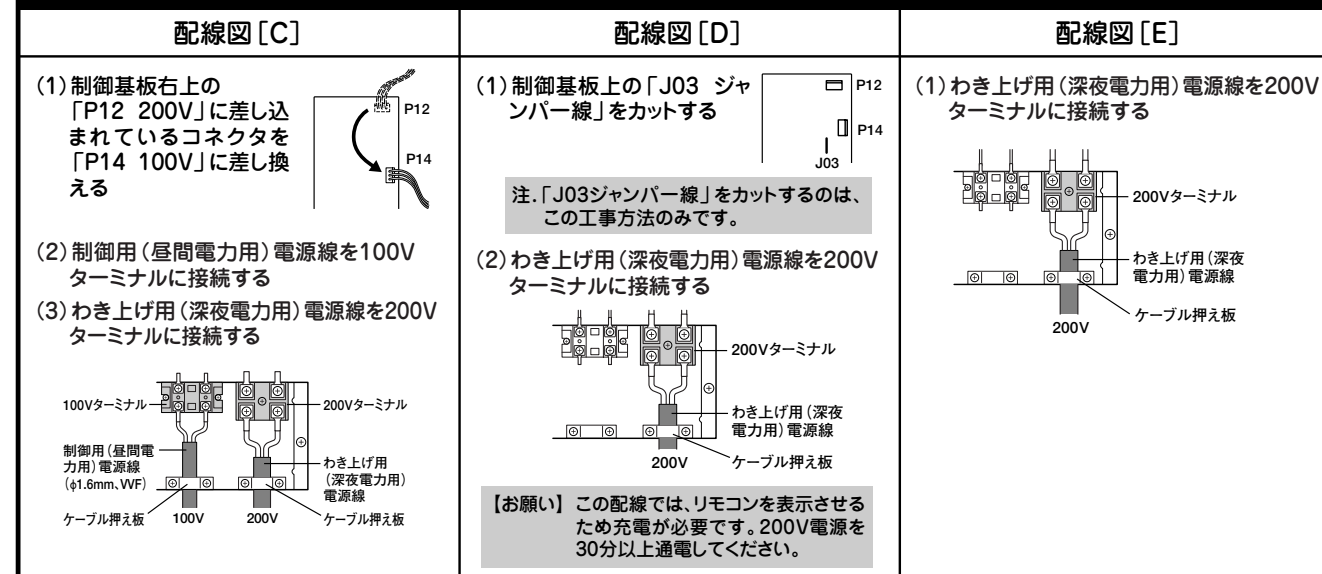 配線図[C]
(1)制御基板右上の
「P12 200V」に差し込
まれているコネクタを
「P14 100V」に差し換
える
P12
P14
(2)制御用(昼間電力用)電源線を100V
ターミナルに接続する
(3)わき上げ用(深夜電力用)電源線を200V
ターミナルに接続する
100Vターミナル
200Vターミナル
制御用(昼間電
力用)電源線
(φ1.6mm、VVF)
わき上げ用
(深夜電力用)
電源線
ケーブル押え板
100V
200V
ケーブル押え板
配線図[D]
(1)制御基板上の「J03 ジャ
ンパー線」をカットする
P12
P14
J03
注.「J03ジャンパー線」をカットするのは、
この工事方法のみです。
(2)わき上げ用(深夜電力用)電源線を200V
ターミナルに接続する
200Vターミナル
わき上げ用(深夜
電力用)電源線
200V
ケーブル押え板
【お願い】この配線では、リモコンを表示させる
ため充電が必要です。200V電源を
30分以上通電してください。
配線図[E]
(1)わき上げ用(深夜電力用)電源線を200V
ターミナルに接続する
200Vターミナル
わき上げ用(深夜
電力用)電源線
ケーブル押え板
200V